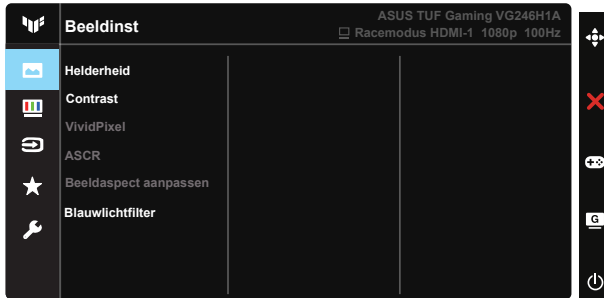 Beeldinst
ASUS TUF Gaming VG246H1A
Racemodus HDMI-1 1080p 100Hz
Helderheid
Contrast
VividPixel
ASCR
Beeldaspect aanpassen
Blauwlichtfilter
G